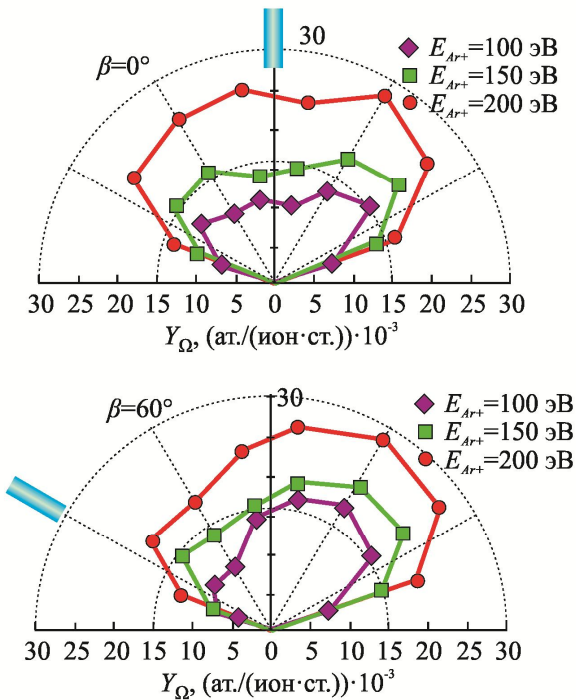 30
β=0°
E_Ar+=100 эВ
E_Ar+=150 эВ
E_Ar+=200 эВ
30 25 20 15 10 5 0 5 10 15 20 25 30
Y_Ω, (ат./(ион·ст.))·10⁻³
30
β=60°
E_Ar+=100 эВ
E_Ar+=150 эВ
E_Ar+=200 эВ
30 25 20 15 10 5 0 5 10 15 20 25 30
Y_Ω, (ат./(ион·ст.))·10⁻³